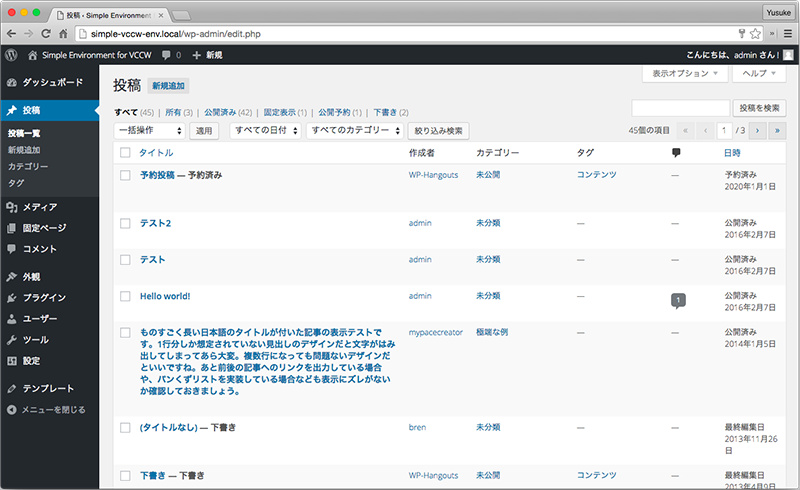 投稿 ‹ Simple Environment
Yusuke
simple-vccw-env.local/wp-admin/edit.php
Simple Environment for VCCW 0 + 新規 こんにちは、admin さん !
ダッシュボード
投稿
投稿一覧
新規追加
カテゴリー
タグ
メディア
固定ページ
コメント
外観
プラグイン
ユーザー
ツール
設定
テンプレート
メニューを閉じる
表示オプション ヘルプ
投稿 新規追加
すべて (45) | 所有 (3) | 公開済み (42) | 固定表示 (1) | 公開予約 (1) | 下書き (2)
投稿を検索
一括操作 適用 すべての日付 すべてのカテゴリー 絞り込み検索 45個の項目 « ‹ 1 / 3 › »
タイトル 作成者 カテゴリー タグ 日時
予約投稿 — 予約済み WP-Hangouts 未公開 コンテンツ — 予約済み
2020年1月1日
テスト2 admin 未分類 — — 公開済み
2016年2月7日
テスト admin 未分類 — — 公開済み
2016年2月7日
Hello world! admin 未分類 — 1 公開済み
2016年2月7日
ものすごく長い日本語のタイトルが付いた記事の表示テストで mypacecreator 極端な例 — — 公開済み
す。1行分しか想定されていない見出しのデザインだと文字がはみ 2014年1月5日
出してしまってあら大変。複数行になっても問題ないデザインだ
といいですね。あと前後の記事へのリンクを出力している場合
や、パンくずリストを実装している場合なども表示にズレがない
か確認しておきましょう。
(タイトルなし) — 下書き bren 未分類 — — 最終編集日
2013年11月26
日
下書き — 下書き WP-Hangouts 未公開 コンテンツ — 最終編集日
2013年4月9日